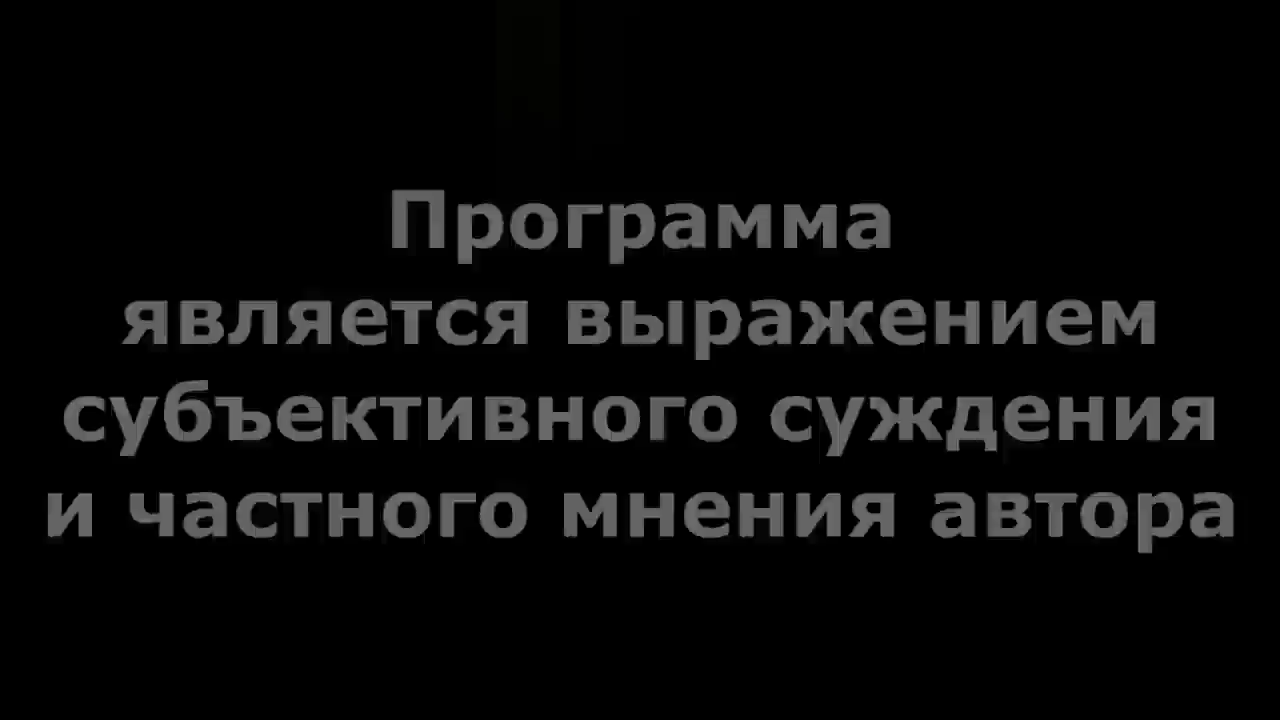 Программа
является выражением
субъективного суждения
и частного мнения автора